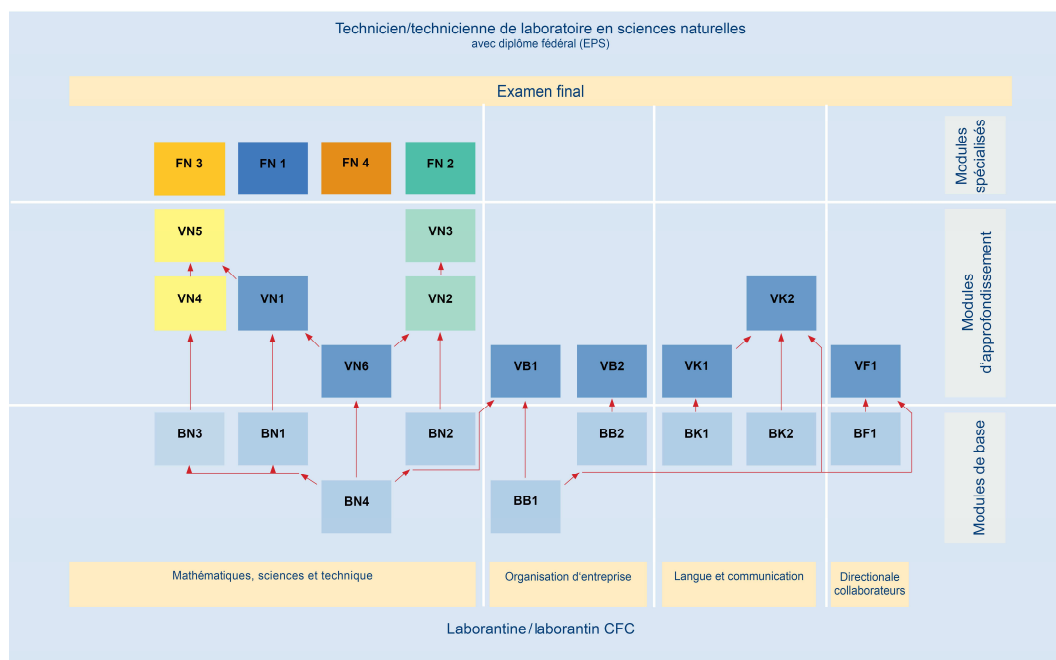 Technicien/technicienne de laboratoire en sciences naturelles
avec diplôme fédéral (EPS)
Examen final
FN 3
FN 1
FN 4
FN 2
Modules
spécialisés
VN5
VN3
VN4
VN1
VN2
VK2
Modules
d'approfondissement
VN6
VB1
VB2
VK1
VF1
BN3
BN1
BN2
BB2
BK1
BK2
BF1
Modules de base
BN4
BB1
Mathématiques, sciences et technique
Organisation d'entreprise
Langue et communication
Directionale
collaborateurs
Laborantine/laborantin CFC